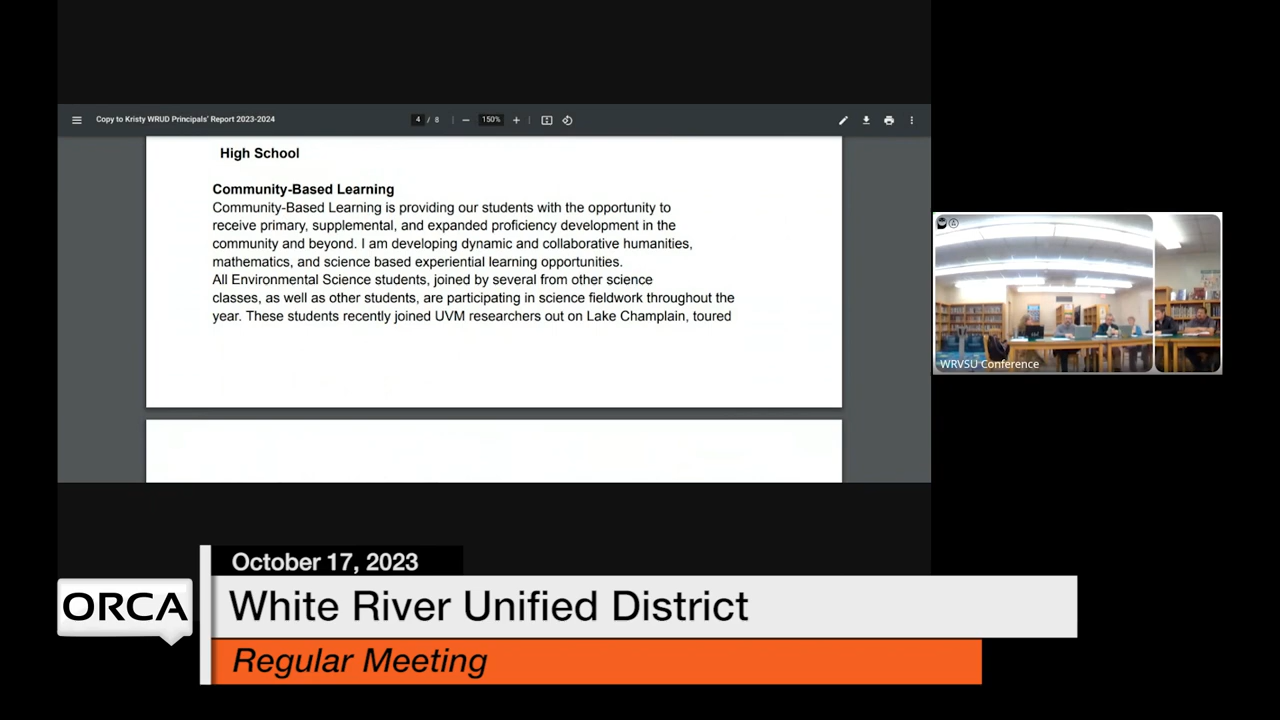 Copy to Kristy WRUD Principals' Report 2023-2024
4 / 8
150%
High School
Community-Based Learning
Community-Based Learning is providing our students with the opportunity to
receive primary, supplemental, and expanded proficiency development in the
community and beyond. I am developing dynamic and collaborative humanities,
mathematics, and science based experiential learning opportunities.
All Environmental Science students, joined by several from other science
classes, as well as other students, are participating in science fieldwork throughout the
year. These students recently joined UVM researchers out on Lake Champlain, toured
WRVSU Conference
October 17, 2023
ORCA
White River Unified District
Regular Meeting